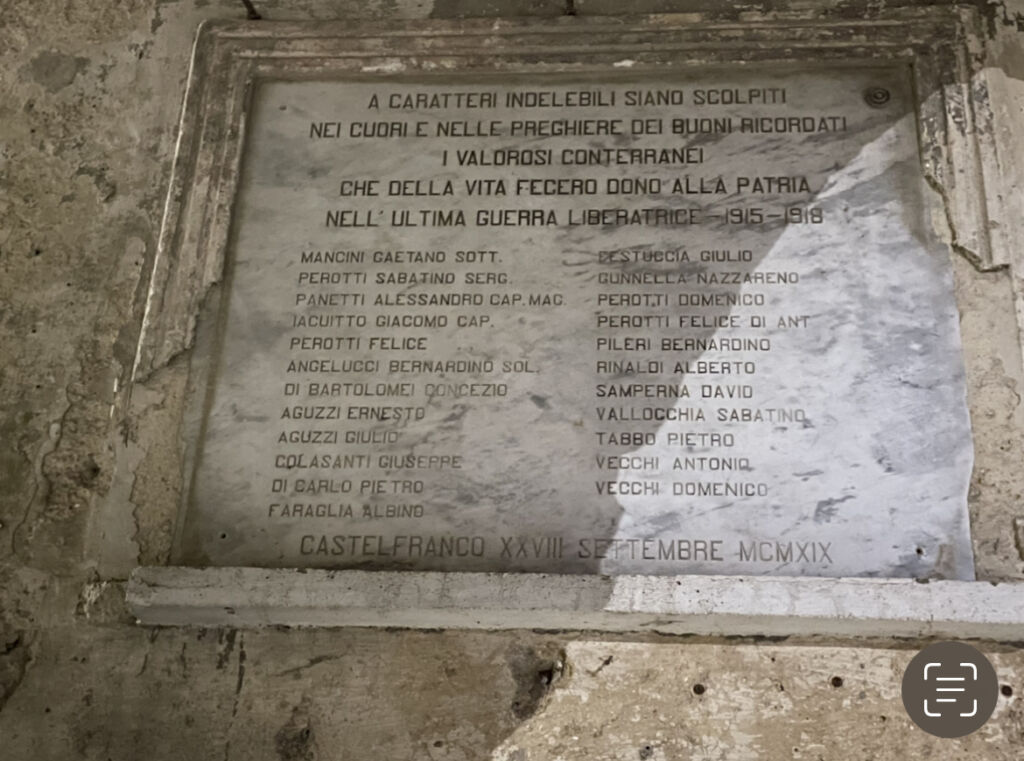 A CARATTERI INDELEBILI SIANO SCOLPITI
NEI CUORI E NELLE PREGHIERE DEI BUONI RICORDATI
I VALOROSI CONTERRANEI
CHE DELLA VITA FECERO DONO ALLA PATRIA
NELL' ULTIMA GUERRA LIBERATRICE – 1915 – 1918
MANCINI GAETANO SOTT.
PEROTTI SABATINO SERG.
PANETTI ALESSANDRO CAP. MAG.
IACUITTO GIACOMO CAP.
PEROTTI FELICE
ANGELUCCI BERNARDINO SOL.
DI BARTOLOMEI CONCEZIO
AGUZZI ERNESTO
AGUZZI GIULIO
COLASANTI GIUSEPPE
DI CARLO PIETRO
FARAGLIA ALBINO
GIULIO
GUNNELLA NAZZARENO
PEROTTI DOMENICO
PEROTTI FELICE DI ANT
PILERI BERNARDINO
RINALDI ALBERTO
SAMPERNA DAVID
VALLOCCHIA SABATINO
TABBO PIETRO
VECCHI ANTONIO
VECCHI DOMENICO
CASTELFRANCO XXVIII SETTEMBRE MCMXIX